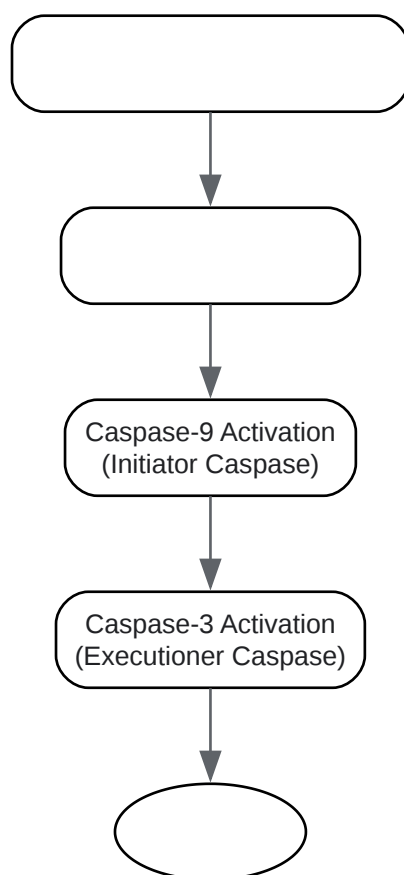 Caspase-9 Activation
(Initiator Caspase)
Caspase-3 Activation
(Executioner Caspase)